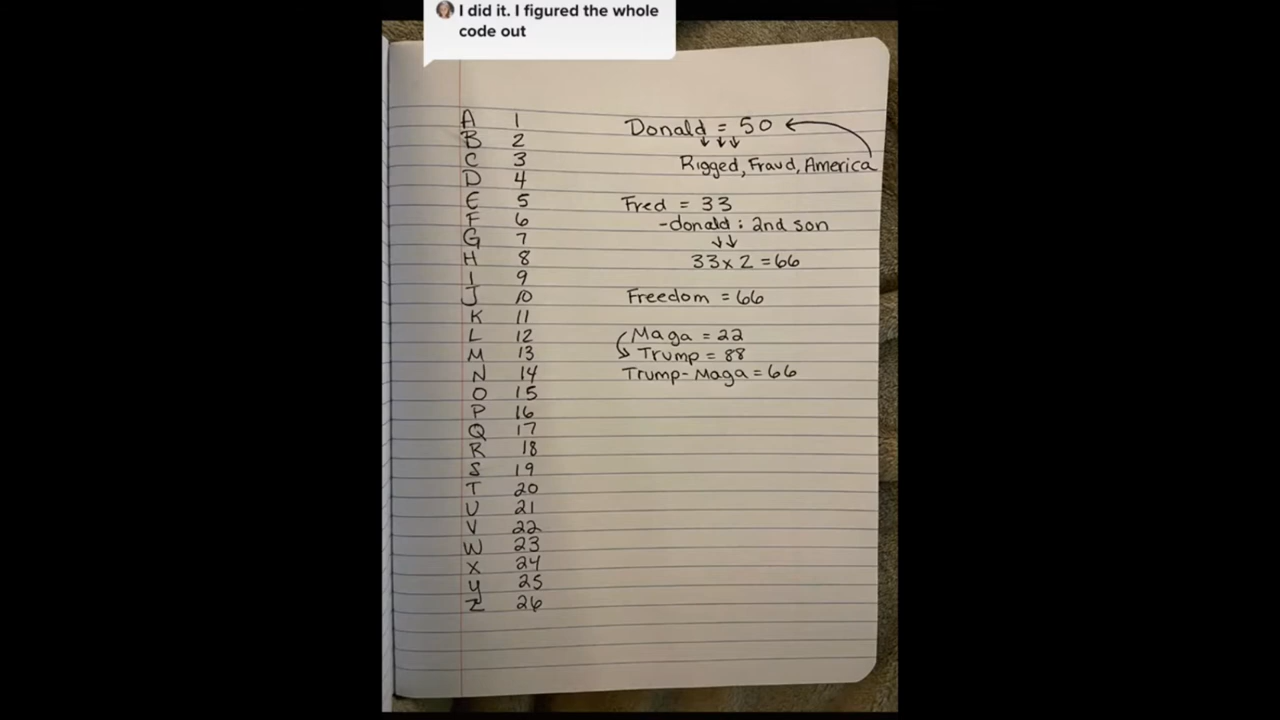 I did it. I figured the whole
code out
A 1
B 2
C 3
D 4
E 5
F 6
G 7
H 8
I 9
J 10
K 11
L 12
M 13
N 14
O 15
P 16
Q 17
R 18
S 19
T 20
U 21
V 22
W 23
X 24
y 25
Z 26
Donald = 50
Rigged, Fraud, America
Fred = 33
-donald : 2nd son
33 x 2 = 66
Freedom = 66
Maga = 22
Trump = 88
Trump - Maga = 66